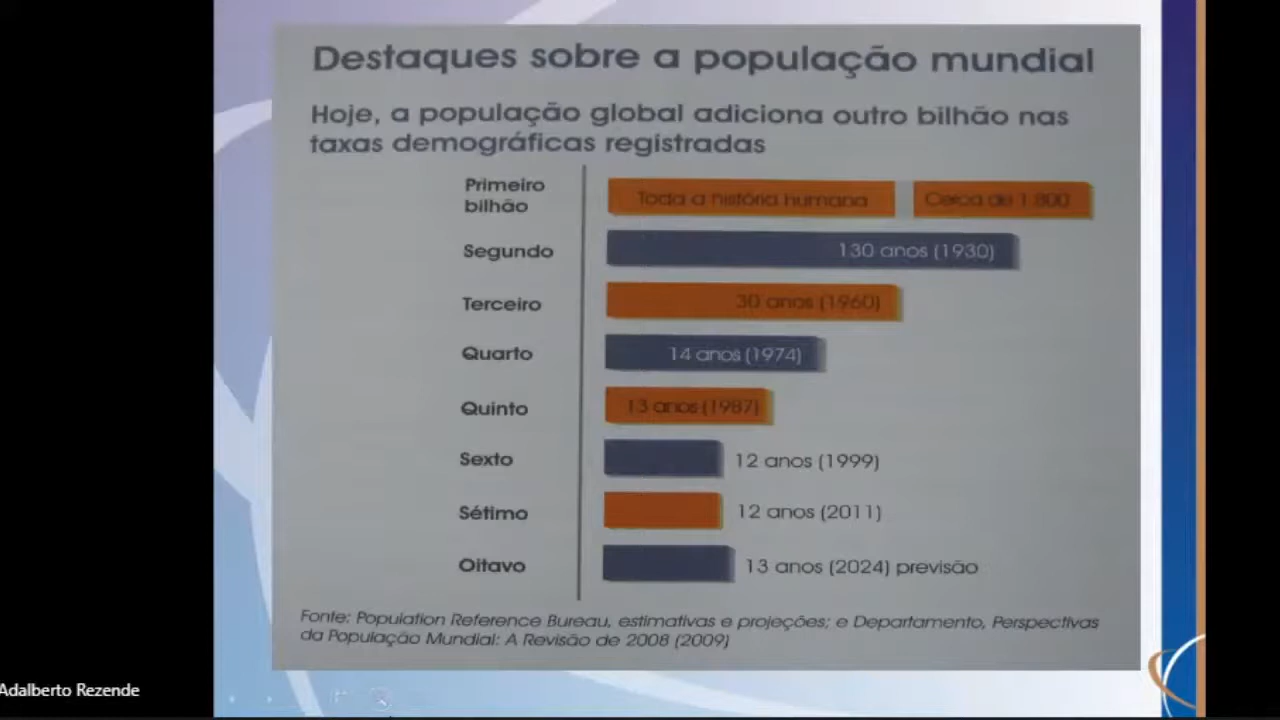 Destaques sobre a população mundial
Hoje, a população global adiciona outro bilhão nas
taxas demográficas registradas
Primeiro
bilhão
Toda a história humana
Cerca de 1.800
Segundo
130 anos (1930)
Terceiro
30 anos (1960)
Quarto
14 anos (1974)
Quinto
13 anos (1987)
Sexto
12 anos (1999)
Sétimo
12 anos (2011)
Oitavo
13 anos (2024) previsão
Fonte: Population Reference Bureau, estimativas e projeções; e Departamento, Perspectivas
da População Mundial: A Revisão de 2008 (2009)
Adalberto Rezende